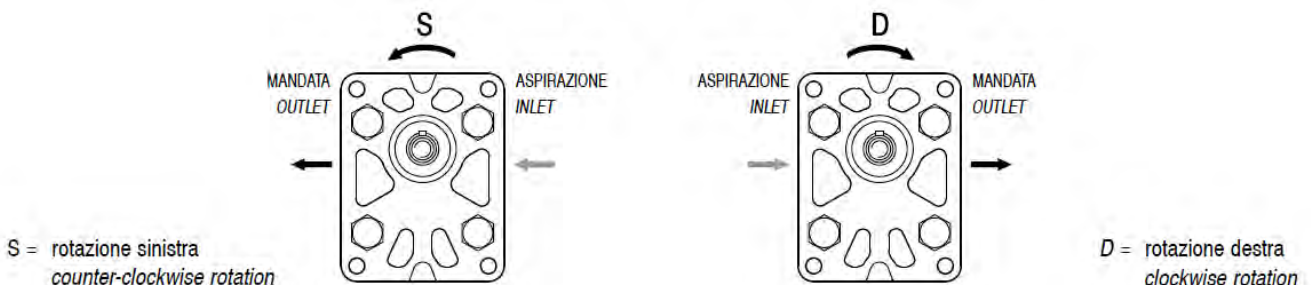 S
D
MANDATA
OUTLET
ASPIRAZIONE
INLET
ASPIRAZIONE
INLET
MANDATA
OUTLET
S = rotazione sinistra
counter-clockwise rotation
D = rotazione destra
clockwise rotation